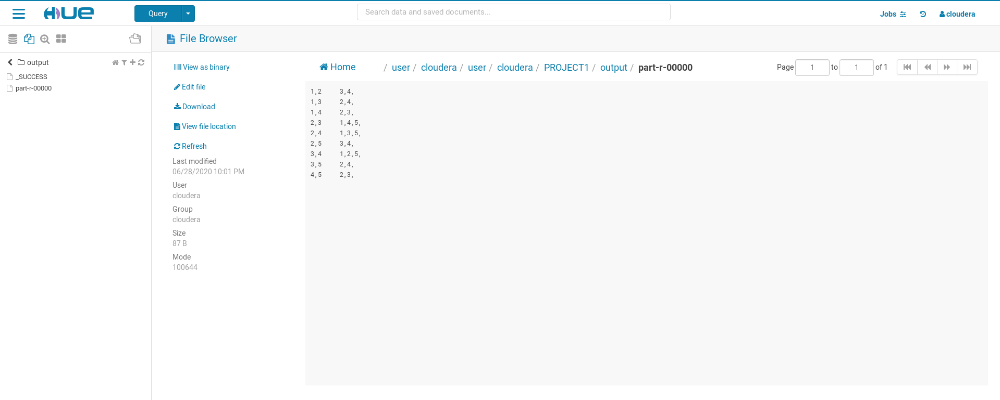 HUE
Query
Search data and saved documents...
Jobs
cloudera
File Browser
output
_SUCCESS
part-r-00000
View as binary
Edit file
Download
View file location
Refresh
Last modified
06/28/2020 10:01 PM
User
cloudera
Group
cloudera
Size
87 B
Mode
100644
Home / user / cloudera / user / cloudera / PROJECT1 / output / part-r-00000
Page 1 to 1 of 1
1,2 3,4,
1,3 2,4,
1,4 2,3,
2,3 1,4,5,
2,4 1,3,5,
2,5 3,4,
3,4 1,2,5,
3,5 2,4,
4,5 2,3,